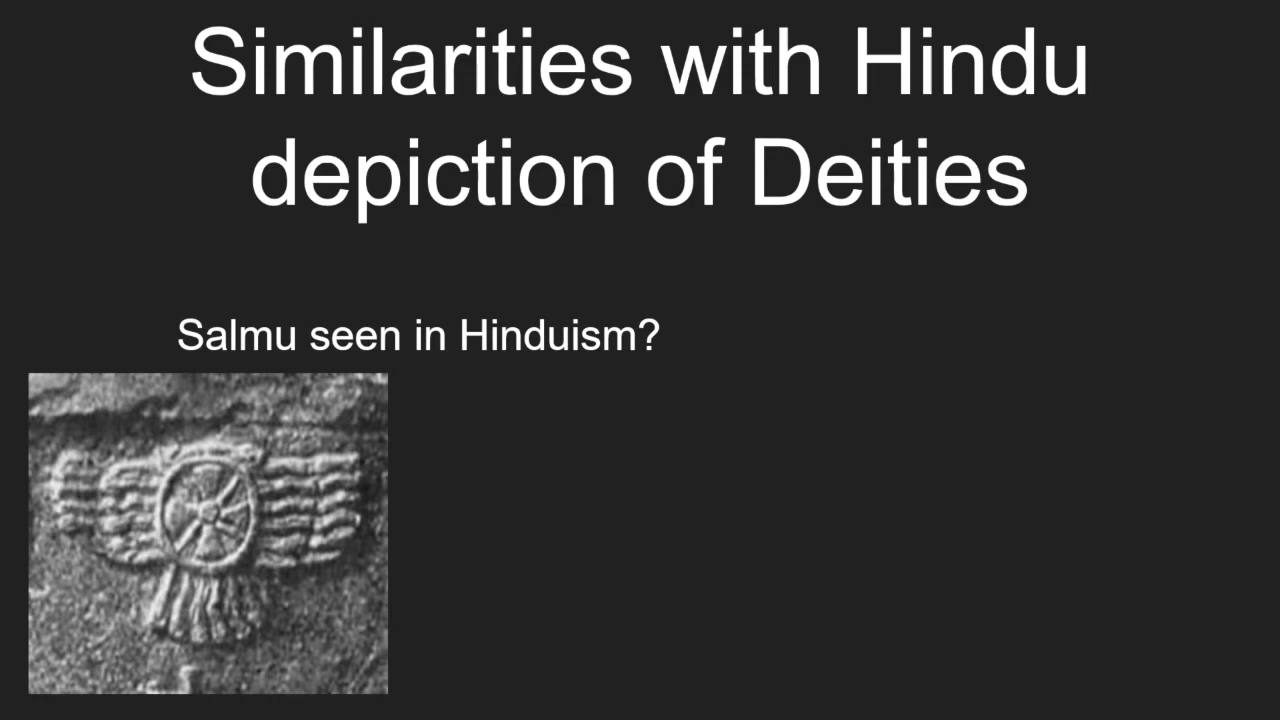 Similarities with Hindu
depiction of Deities
Salmu seen in Hinduism?